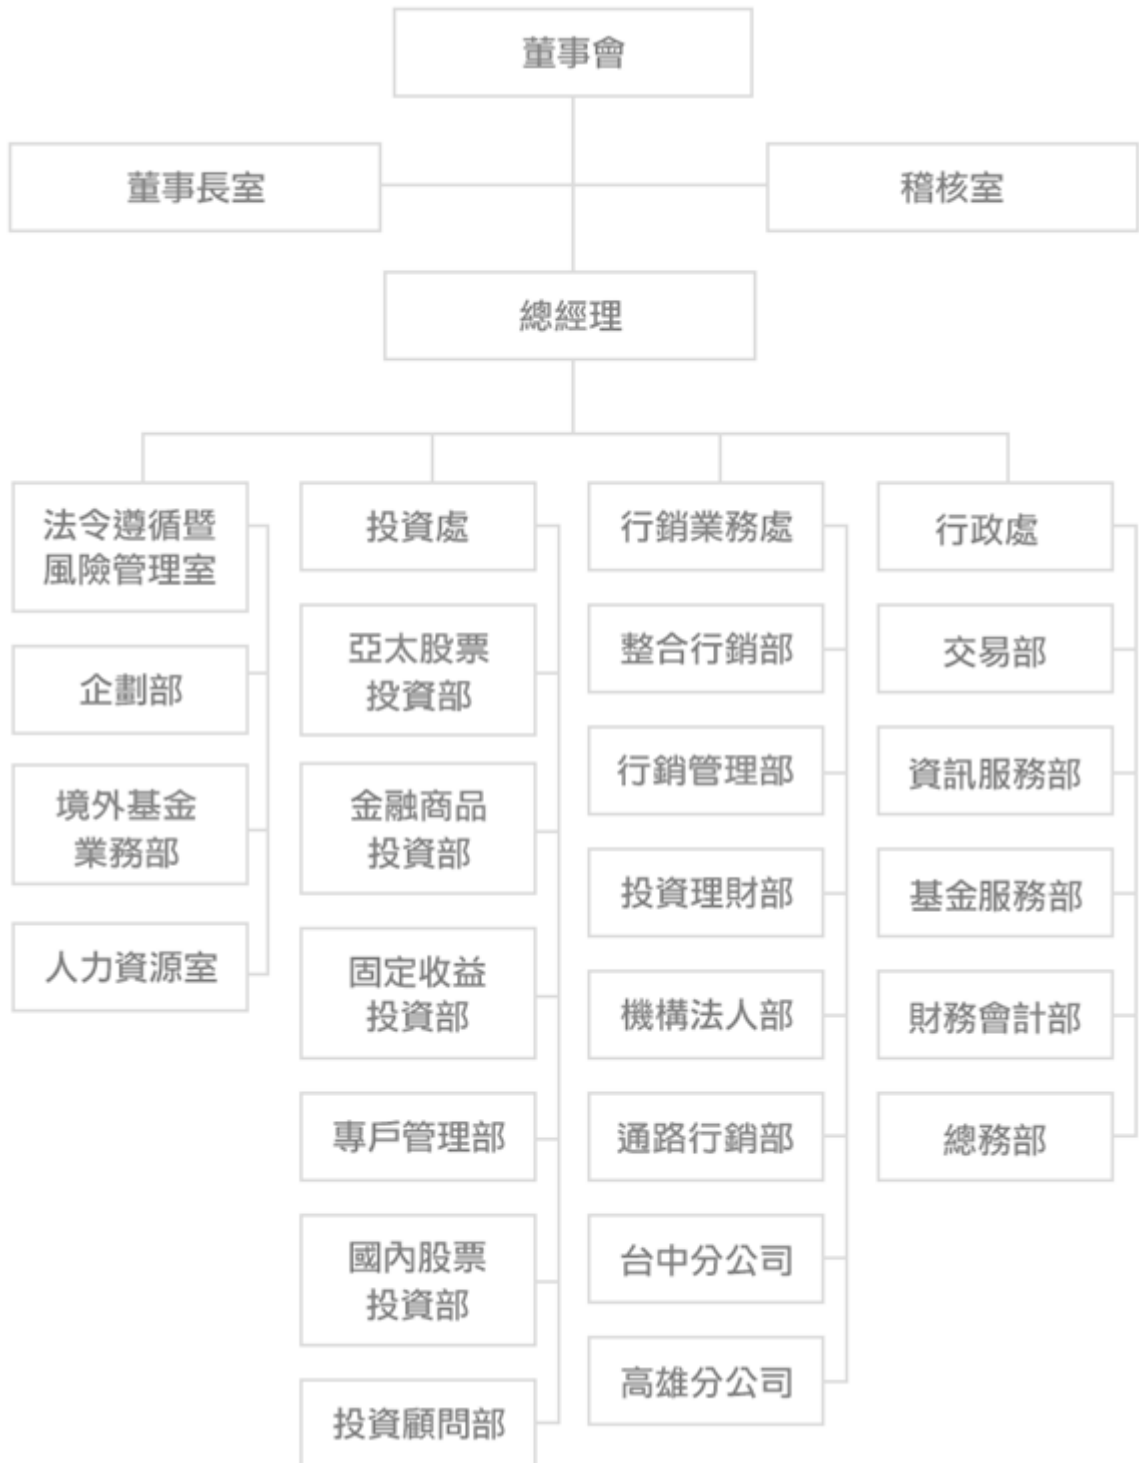 董事會
董事長室
稽核室
總經理
法令遵循暨
風險管理室
企劃部
境外基金
業務部
人力資源室
投資處
亞太股票
投資部
金融商品
投資部
固定收益
投資部
專戶管理部
國內股票
投資部
投資顧問部
行銷業務處
整合行銷部
行銷管理部
投資理財部
機構法人部
通路行銷部
台中分公司
高雄分公司
行政處
交易部
資訊服務部
基金服務部
財務會計部
總務部